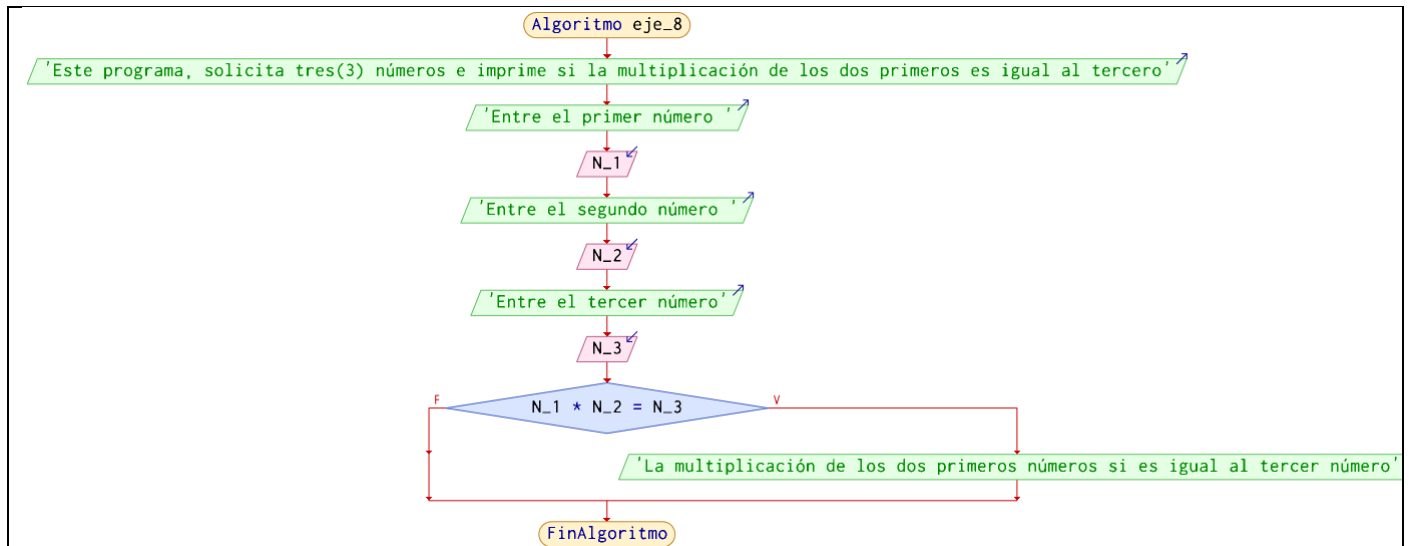 Algoritmo eje_8
'Este programa, solicita tres(3) números e imprime si la multiplicación de los dos primeros es igual al tercero'
'Entre el primer número '
N_1
'Entre el segundo número '
N_2
'Entre el tercer número'
N_3
F
N_1 * N_2 = N_3
V
'La multiplicación de los dos primeros números si es igual al tercer número'
FinAlgoritmo